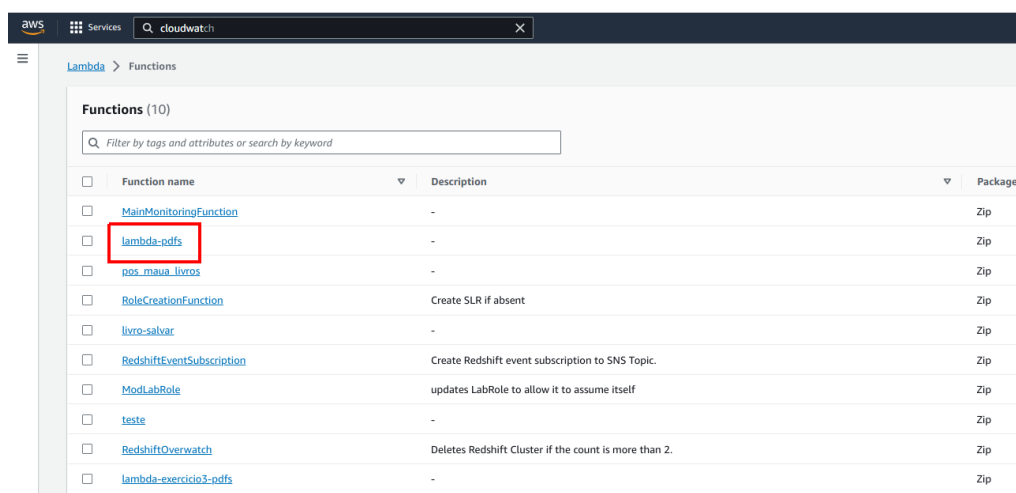 aws Services cloudwatch
Lambda > Functions
Functions (10)
Filter by tags and attributes or search by keyword
Function name Description Package
MainMonitoringFunction - Zip
lambda-pdfs - Zip
pos_maua_livros - Zip
RoleCreationFunction Create SLR if absent Zip
livro-salvar - Zip
RedshiftEventSubscription Create Redshift event subscription to SNS Topic. Zip
ModLabRole updates LabRole to allow it to assume itself Zip
teste - Zip
RedshiftOverwatch Deletes Redshift Cluster if the count is more than 2. Zip
lambda-exercicio3-pdfs - Zip